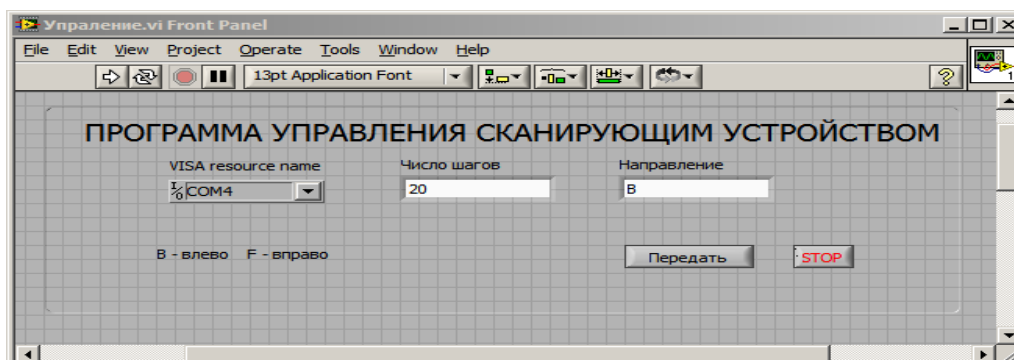 Упраление.vi Front Panel
File Edit View Project Operate Tools Window Help
13pt Application Font
1
ПРОГРАММА УПРАВЛЕНИЯ СКАНИРУЮЩИМ УСТРОЙСТВОМ
VISA resource name Число шагов Направление
I/O COM4 20 B
B - влево F - вправо Передать STOP